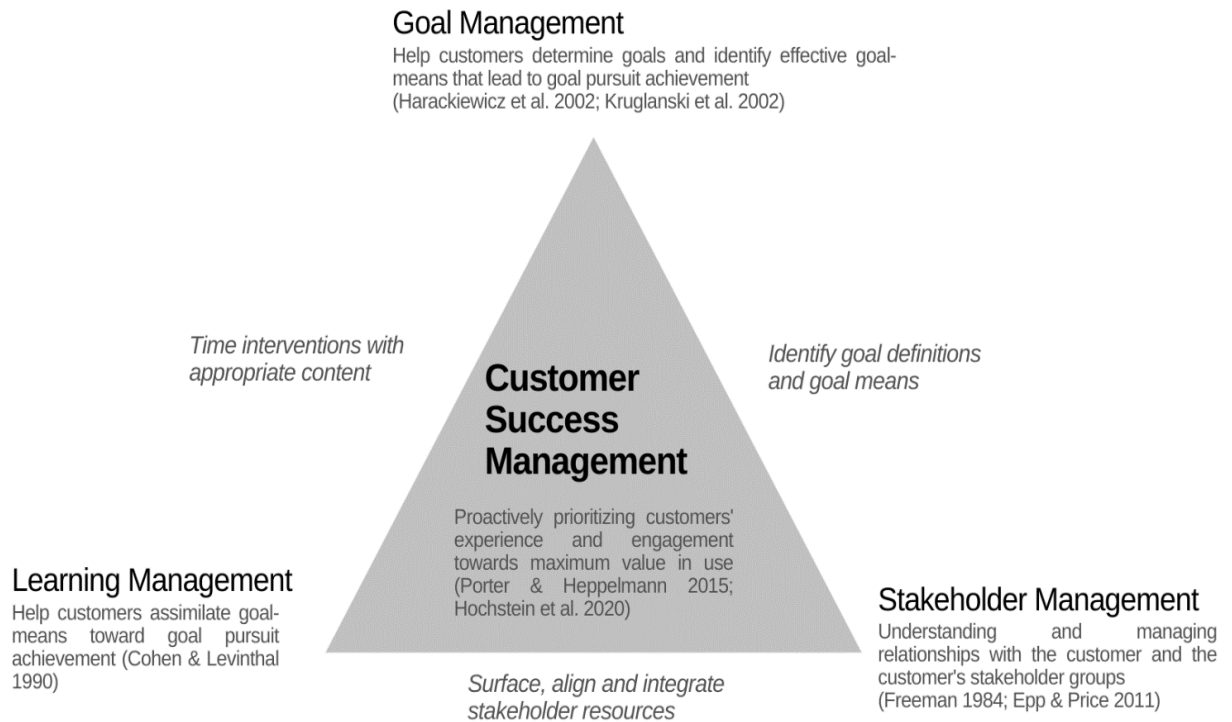 Goal Management
Help customers determine goals and identify effective goal-
means that lead to goal pursuit achievement
(Harackiewicz et al. 2002; Kruglanski et al. 2002)
Time interventions with
appropriate content
Identify goal definitions
and goal means
Customer
Success
Management
Proactively prioritizing customers'
experience and engagement
towards maximum value in use
(Porter & Heppelmann 2015;
Hochstein et al. 2020)
Learning Management
Help customers assimilate goal-
means toward goal pursuit
achievement (Cohen & Levinthal
1990)
Stakeholder Management
Understanding and managing
relationships with the customer and the
customer's stakeholder groups
(Freeman 1984; Epp & Price 2011)
Surface, align and integrate
stakeholder resources